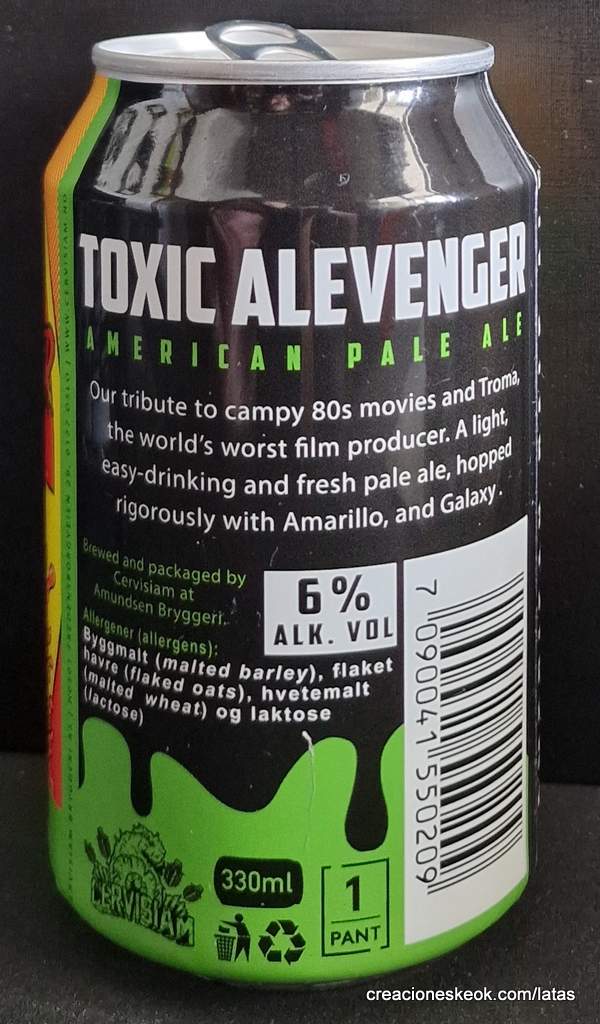 TOXIC ALEVENGER
AMERICAN PALE ALE
Our tribute to campy 80s movies and Troma,
the world's worst film producer. A light,
easy-drinking and fresh pale ale, hopped
rigorously with Amarillo, and Galaxy.
Brewed and packaged by
Cervisiam at
Amundsen Bryggeri.
Allergener (allergens):
Byggmalt (malted barley), flaket
havre (flaked oats), hvetemalt
(malted wheat) og laktose
(lactose)
6%
ALK. VOL
7 090041 550209
CERVISIAM
330ml
1
PANT
creacioneskeok.com/latas